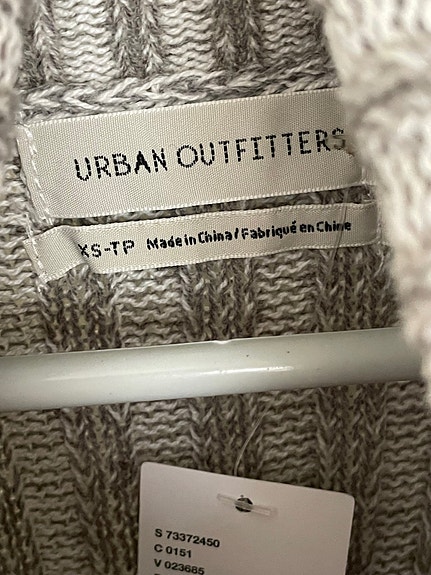 URBAN OUTFITTERS
XS-TP Made in China / Fabriqué en Chine
S 73372450
C 0151
V 023685